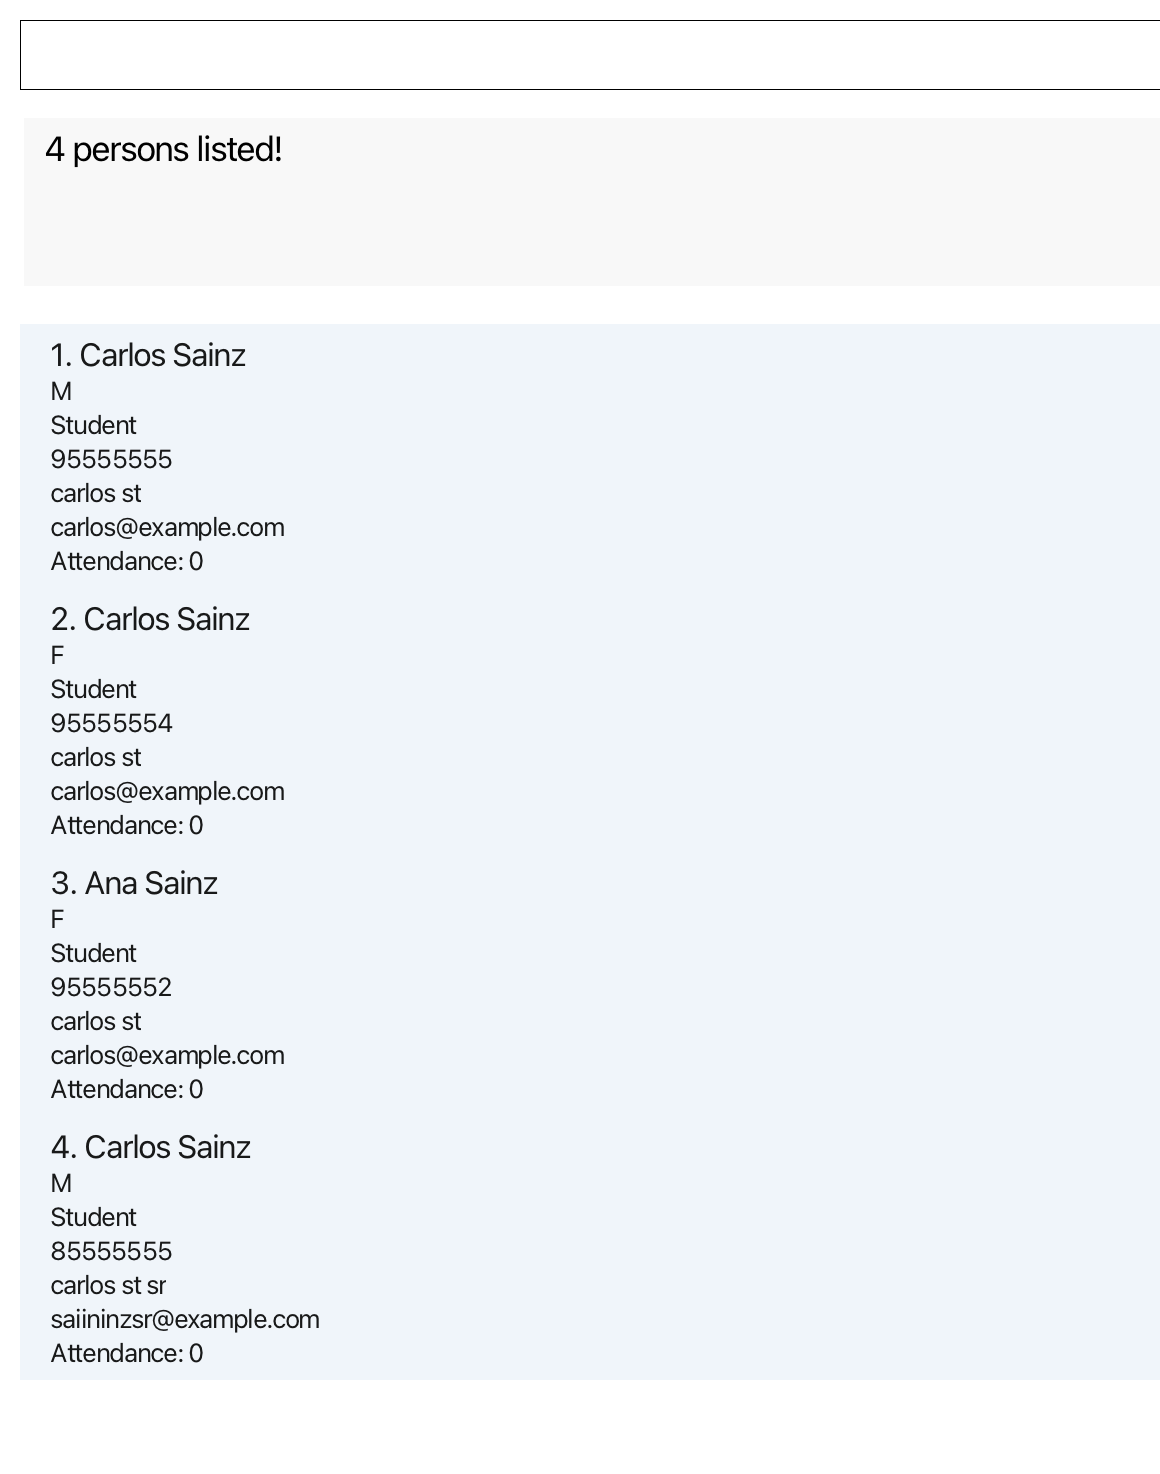 4 persons listed!
1. Carlos Sainz
M
Student
95555555
carlos st
carlos@example.com
Attendance: 0
2. Carlos Sainz
F
Student
95555554
carlos st
carlos@example.com
Attendance: 0
3. Ana Sainz
F
Student
95555552
carlos st
carlos@example.com
Attendance: 0
4. Carlos Sainz
M
Student
85555555
carlos st sr
saiininzsr@example.com
Attendance: 0